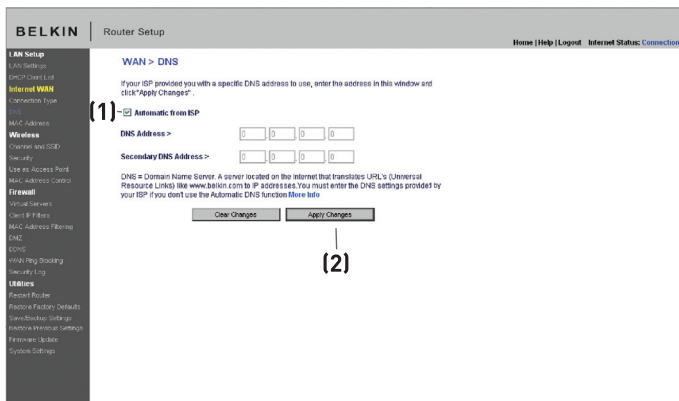 BELKIN
Router Setup
Home | Help | Logout Internet Status: Connection
LAN Setup
LAN Settings
DHCP Client List
Internet WAN
Connection Type
DNS
MAC Address
Wireless
Channel and SSID
Security
Use as Access Point
MAC Address Control
Firewall
Virtual Servers
Client IP Filters
MAC Address Filtering
DMZ
DDNS
WAN Ping Blocking
Security Log
Utilities
Restart Router
Restore Factory Defaults
Save/Backup Settings
Restore Previous Settings
Firmware Update
System Settings
WAN > DNS
If your ISP provided you with a specific DNS address to use, enter the address in this window and
click"Apply Changes" .
(1)
Automatic from ISP
DNS Address > 0 . 0 . 0 . 0
Secondary DNS Address > 0 . 0 . 0 . 0
DNS = Domain Name Server. A server located on the Internet that translates URL's (Universal
Resource Links) like www.belkin.com to IP addresses.You must enter the DNS settings provided by
your ISP if you don't use the Automatic DNS function More Info
Clear Changes Apply Changes
(2)